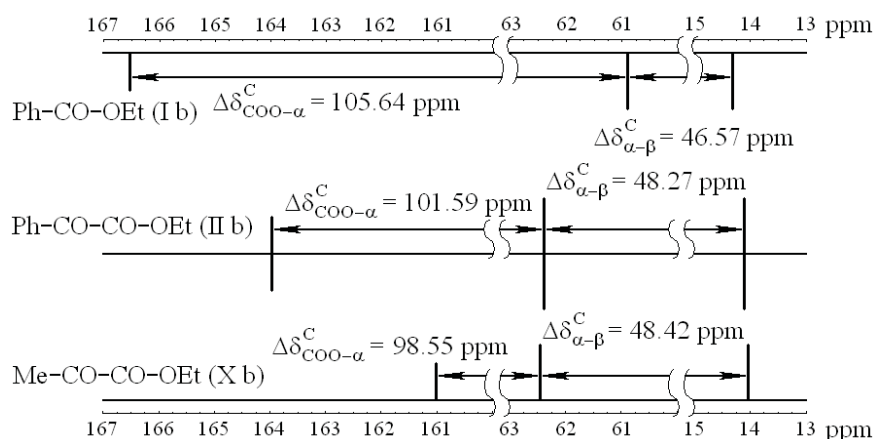 167 166 165 164 163 162 161 63 62 61 15 14 13 ppm
Ph–CO–OEt (I b)
Δδ^C_COO-α = 105.64 ppm
Δδ^C_α-β = 46.57 ppm
Δδ^C_α-β = 48.27 ppm
Δδ^C_COO-α = 101.59 ppm
Ph–CO–CO–OEt (II b)
Δδ^C_COO-α = 98.55 ppm
Δδ^C_α-β = 48.42 ppm
Me–CO–CO–OEt (X b)
167 166 165 164 163 162 161 63 62 61 15 14 13 ppm